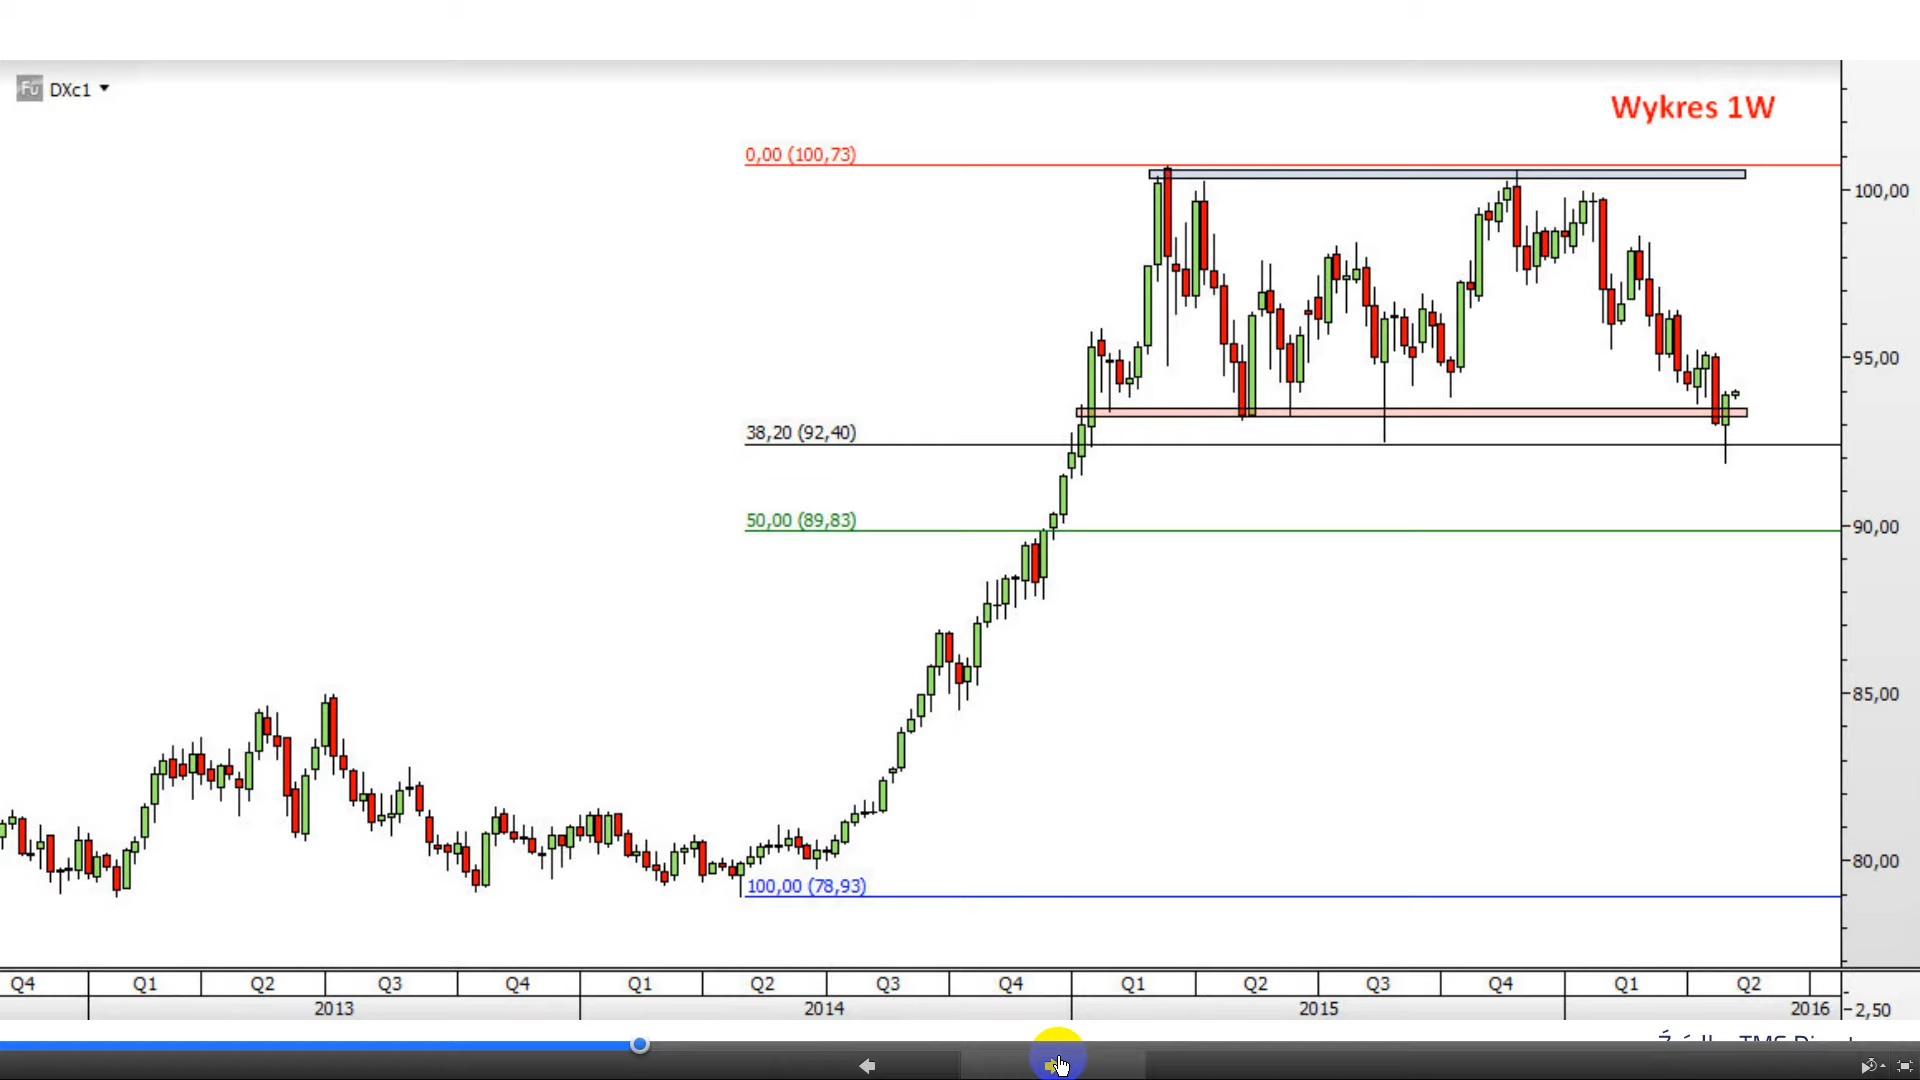 Fu DXc1
Wykres 1W
0,00 (100,73)
100,00
95,00
38,20 (92,40)
50,00 (89,83)
90,00
85,00
80,00
100,00 (78,93)
Q4 Q1 Q2 Q3 Q4 Q1 Q2 Q3 Q4 Q1 Q2 Q3 Q4 Q1 Q2
2013 2014 2015 2016
2,50